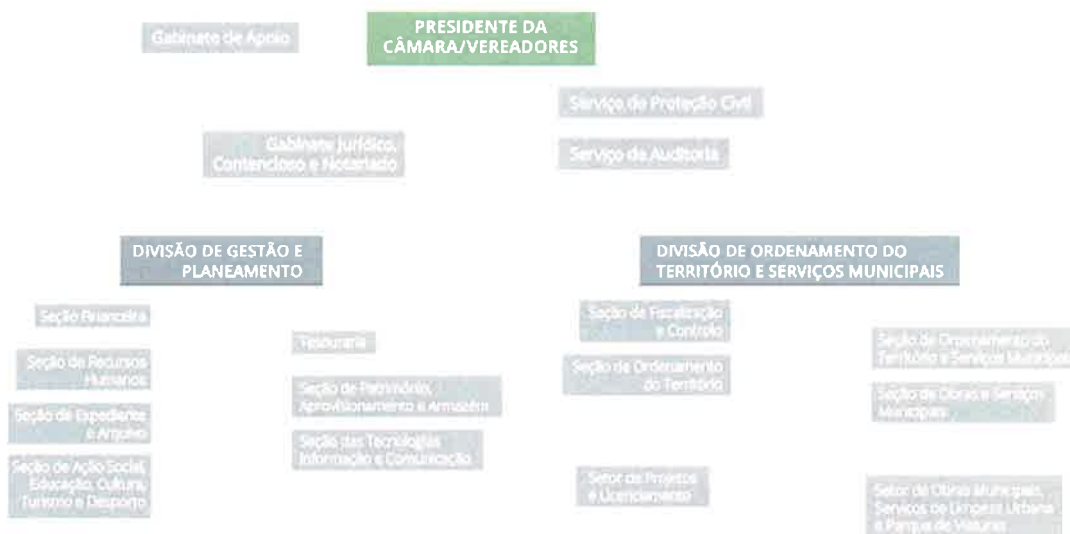 Gabinete de Apoio
PRESIDENTE DA
CÂMARA/VEREADORES
Serviço de Proteção Civil
Gabinete Jurídico,
Contencioso e Notariado
Serviço de Auditoria
DIVISÃO DE GESTÃO E
PLANEAMENTO
Seção Financeira
Seção de Recursos
Humanos
Seção de Expediente
e Arquivo
Seção de Ação Social,
Educação, Cultura,
Turismo e Desporto
Tesouraria
Seção de Património,
Aprovisionamento e Armazém
Seção das Tecnologias
Informação e Comunicação
DIVISÃO DE ORDENAMENTO DO
TERRITÓRIO E SERVIÇOS MUNICIPAIS
Seção de Fiscalização
e Controlo
Seção de Ordenamento
do Território
Setor de Projetos
e Licenciamento
Seção de Ordenamento do
Território e Serviços Municipais
Seção de Obras e Serviços
Municipais
Setor de Obras Municipais,
Serviços de Limpeza Urbana
e Parque de Viaturas